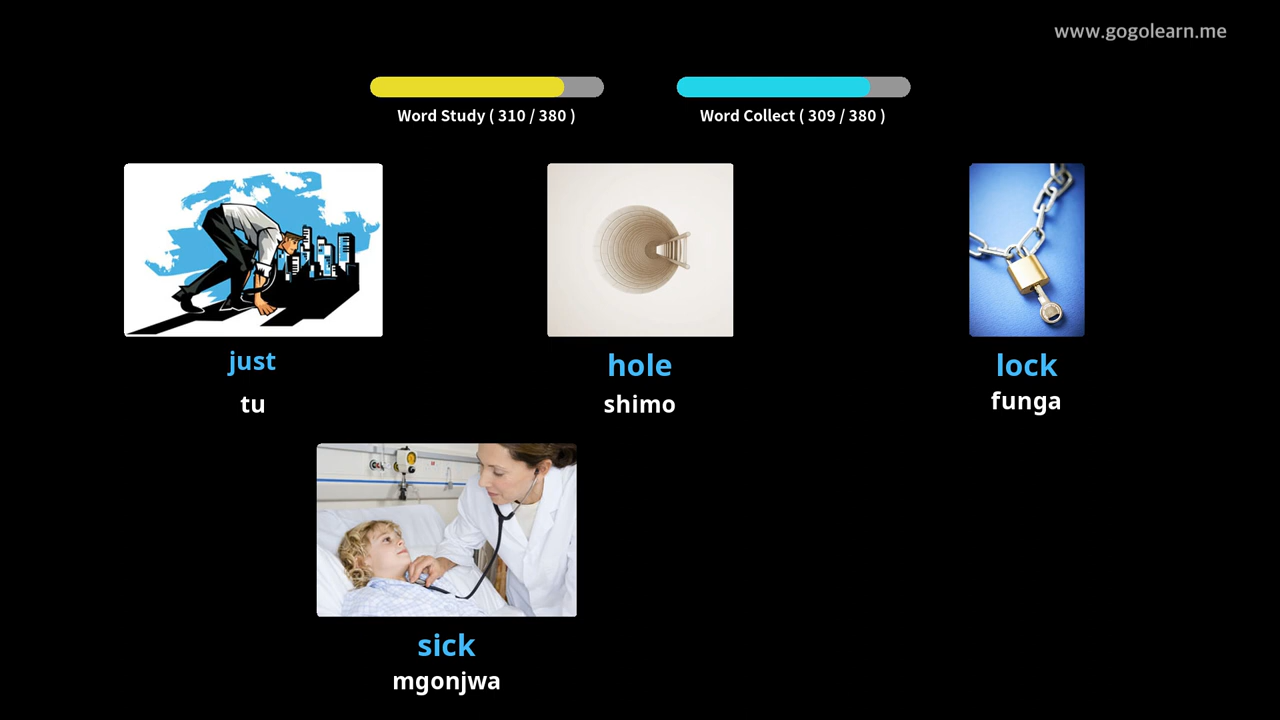 www.gogolearn.me
Word Study ( 310 / 380 )
Word Collect ( 309 / 380 )
just
tu
hole
shimo
lock
funga
sick
mgonjwa